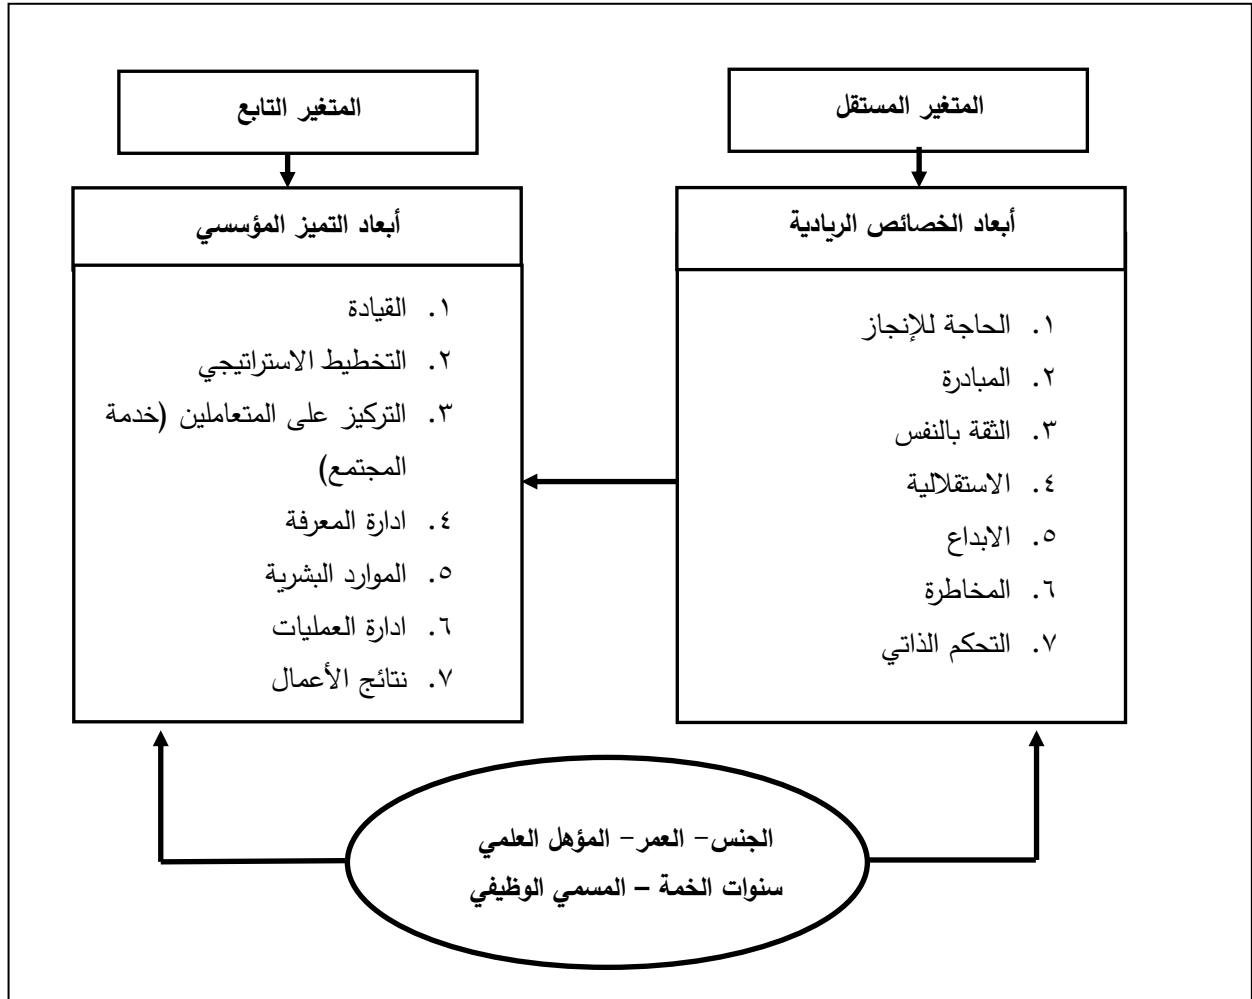 المتغير المستقل
أبعاد الخصائص الريادية
١. الحاجة للإنجاز
٢. المبادرة
٣. الثقة بالنفس
٤. الاستقلالية
٥. الابداع
٦. المخاطرة
٧. التحكم الذاتي
المتغير التابع
أبعاد التميز المؤسسي
١. القيادة
٢. التخطيط الاستراتيجي
٣. التركيز على المتعاملين (خدمة
المجتمع)
٤. ادارة المعرفة
٥. الموارد البشرية
٦. ادارة العمليات
٧. نتائج الأعمال
الجنس- العمر- المؤهل العلمي
سنوات الخمة – المسمي الوظيفي